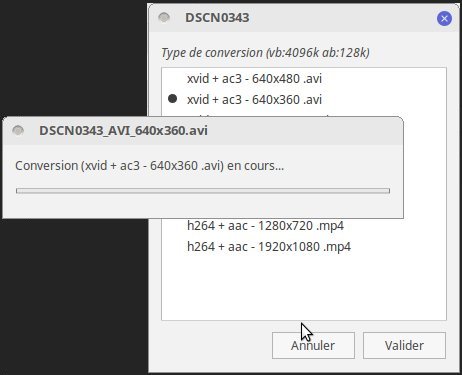 DSCN0343
Type de conversion (vb:4096k ab:128k)
xvid + ac3 - 640x480 .avi
xvid + ac3 - 640x360 .avi
DSCN0343_AVI_640x360.avi
Conversion (xvid + ac3 - 640x360 .avi) en cours...
h264 + aac - 1280x720 .mp4
h264 + aac - 1920x1080 .mp4
Annuler
Valider